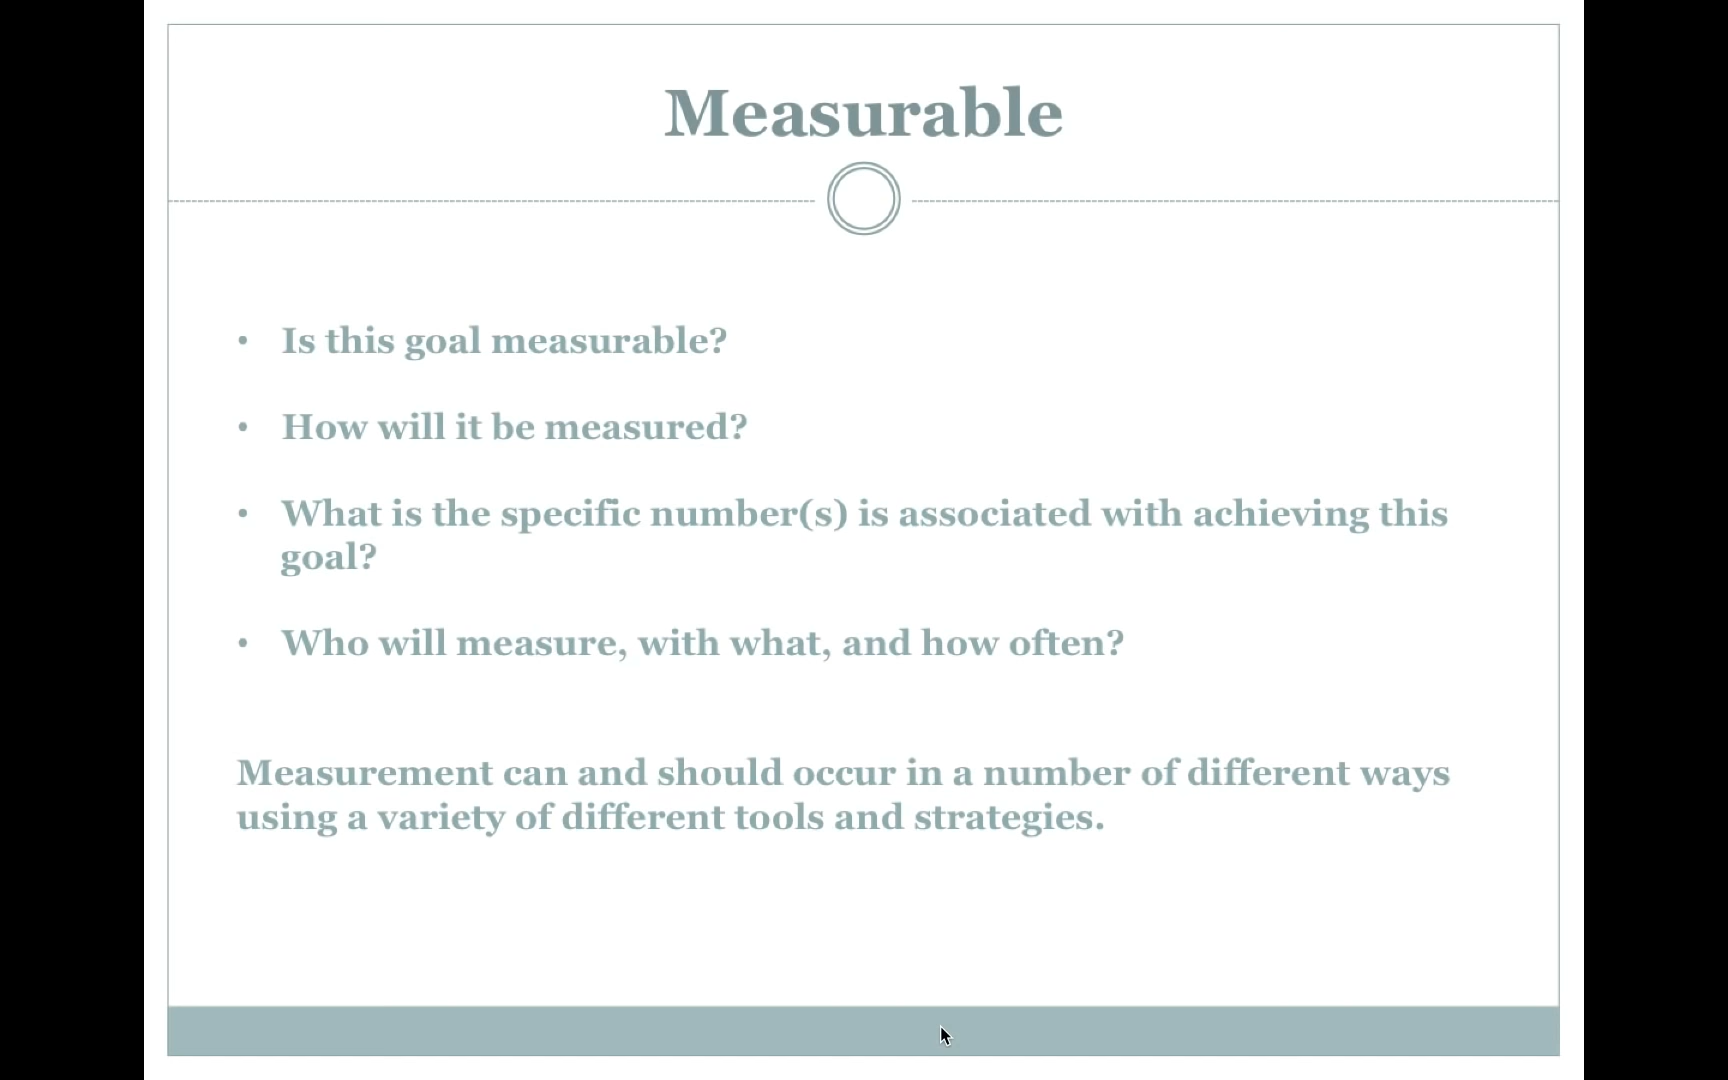 Measurable
• Is this goal measurable?
• How will it be measured?
• What is the specific number(s) is associated with achieving this
goal?
• Who will measure, with what, and how often?
Measurement can and should occur in a number of different ways
using a variety of different tools and strategies.